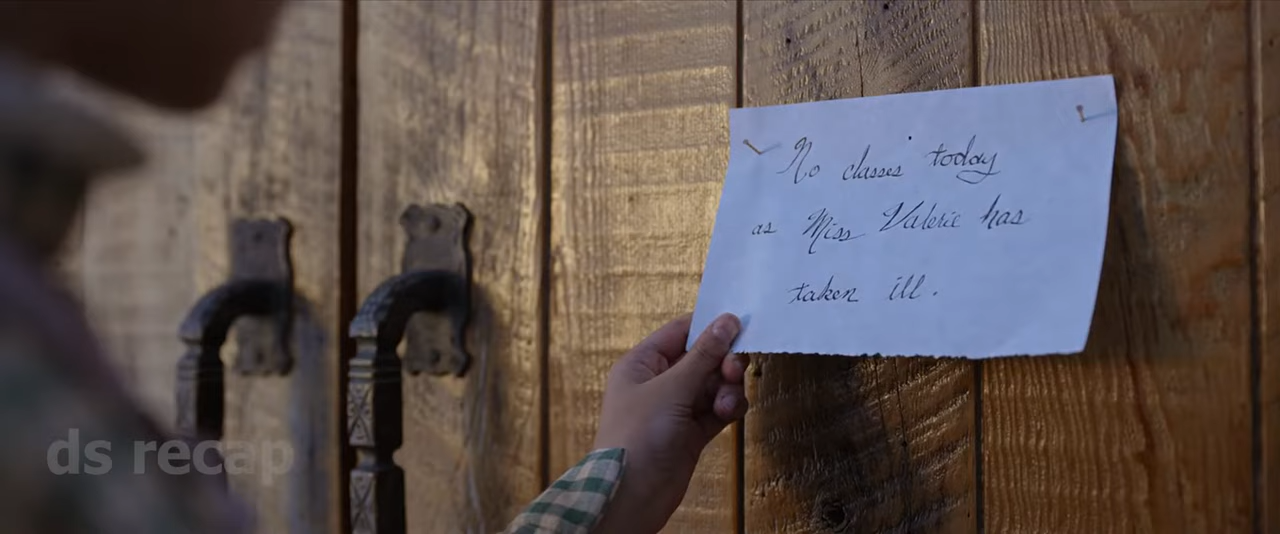 No classes today
as Miss Valerie has
taken ill.
ds recap